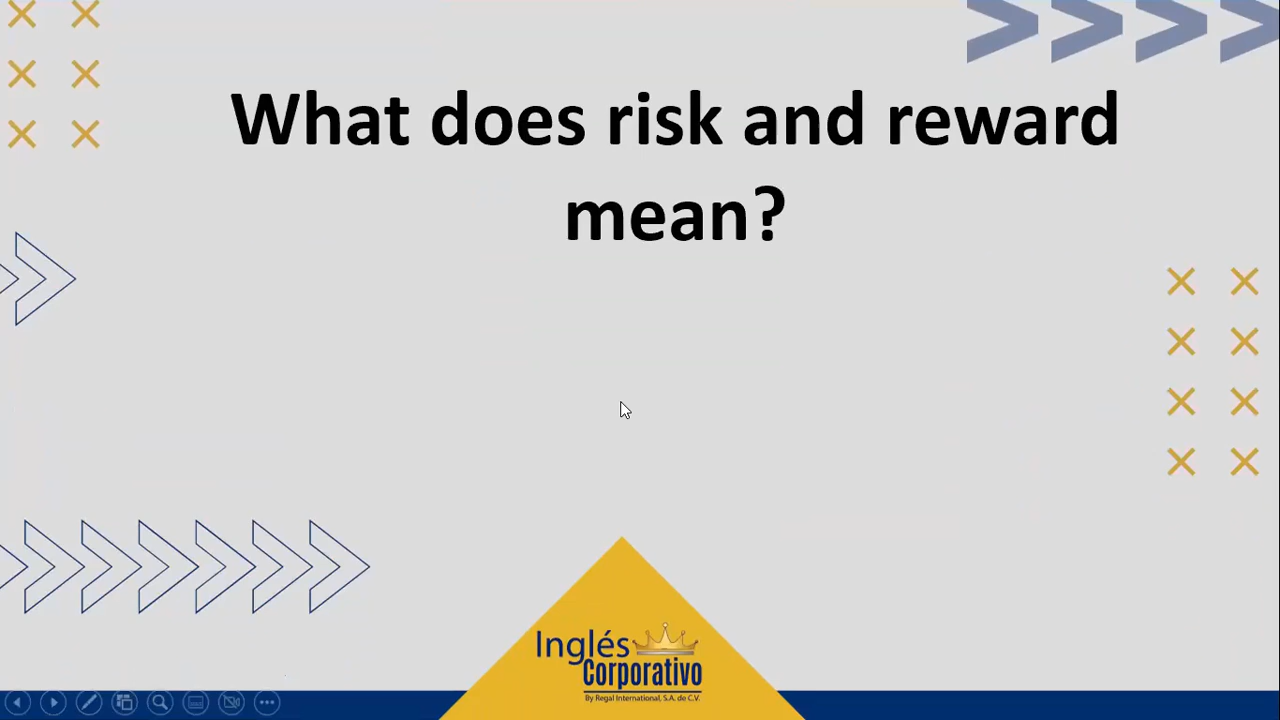 What does risk and reward
mean?
Inglés
Corporativo
By Regal International, S.A. de C.V.